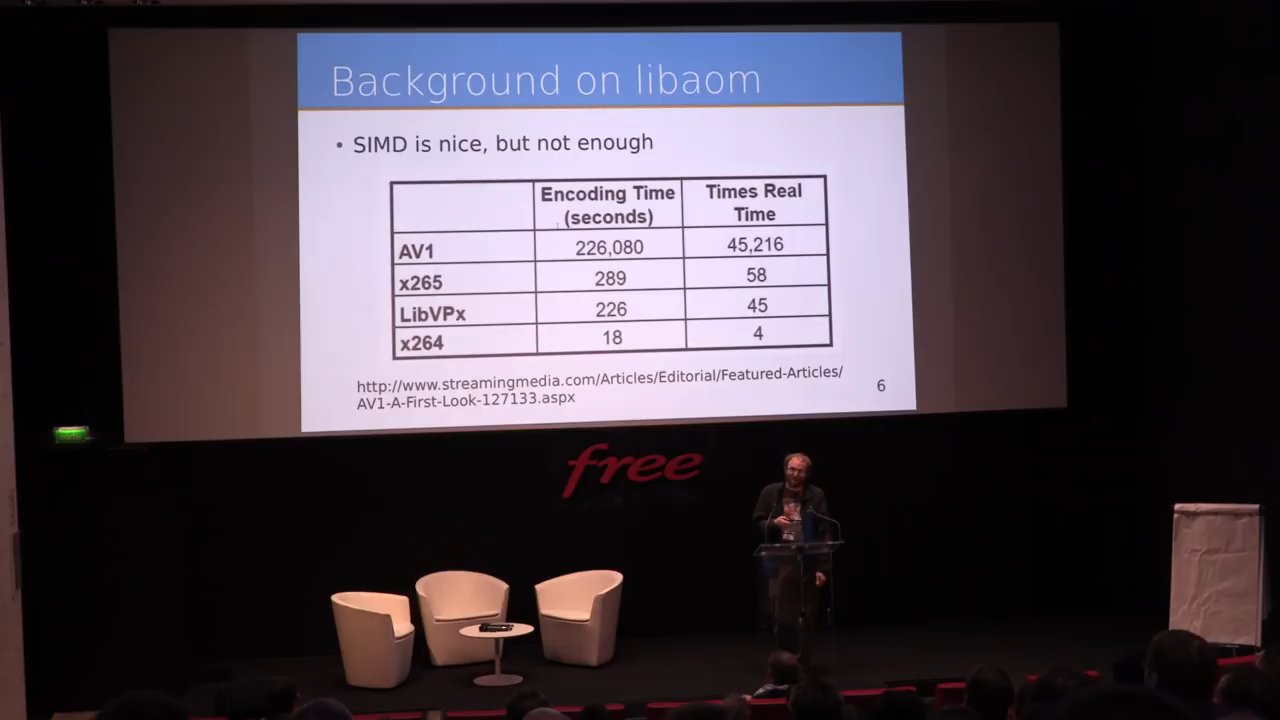 Background on libaom
• SIMD is nice, but not enough
Encoding Time (seconds) Times Real Time
AV1 226,080 45,216
x265 289 58
LibVPx 226 45
x264 18 4
http://www.streamingmedia.com/Articles/Editorial/Featured-Articles/
AV1-A-First-Look-127133.aspx
6
free